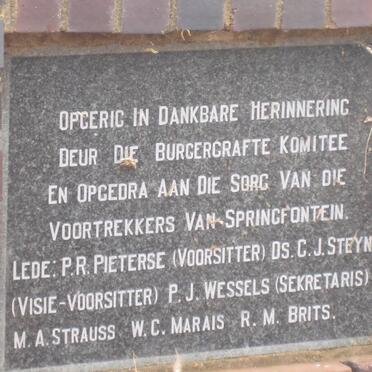 OPGERIG IN DANKBARE HERINNERING
DEUR DIE BURGERGRAFTE KOMITEE
EN OPGEDRA AAN DIE SORG VAN DIE
VOORTREKKERS VAN SPRINGFONTEIN.
LEDE: P.R. PIETERSE (VOORSITTER) DS. C.J. STEYN
(VISIE-VOORSITTER) P.J. WESSELS (SEKRETARIS)
M.A. STRAUSS W.C. MARAIS R.M. BRITS.